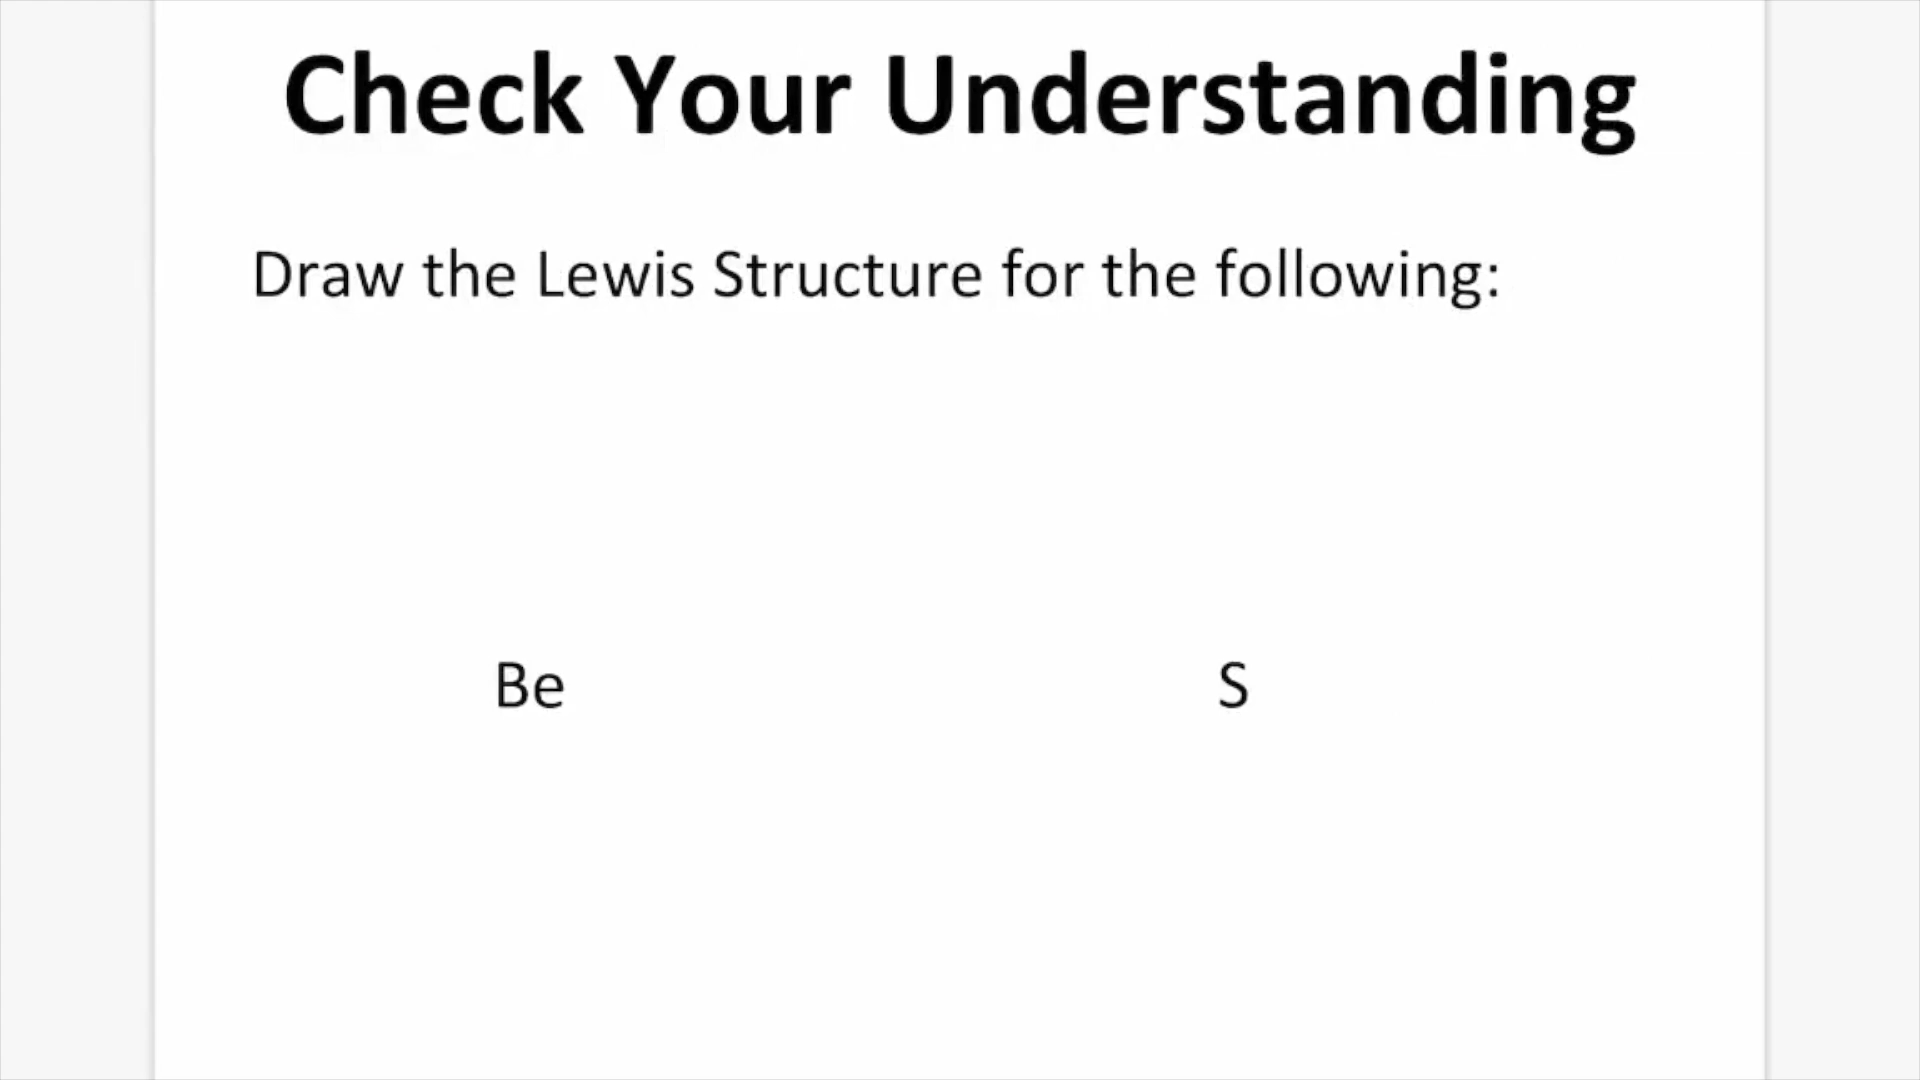 Check Your Understanding
Draw the Lewis Structure for the following:
Be S